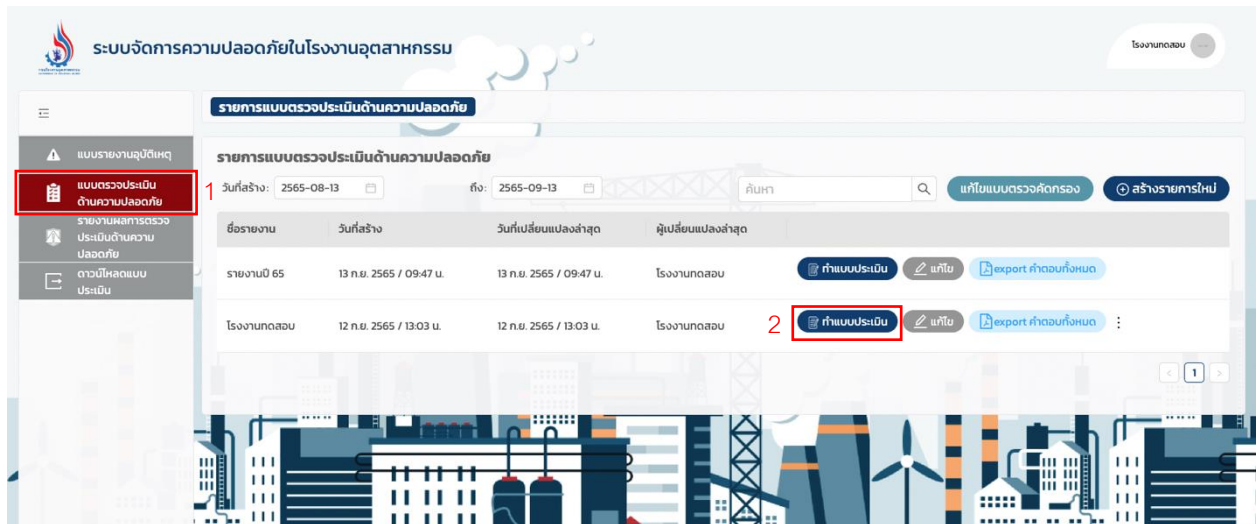 ระบบจัดการความปลอดภัยในโรงงานอุตสาหกรรม
โรงงานทดสอบ
รายการแบบตรวจประเมินด้านความปลอดภัย
แบบรายงานอุบัติเหตุ
แบบตรวจประเมิน
ด้านความปลอดภัย
1
รายงานผลการตรวจ
ประเมินด้านความ
ปลอดภัย
ดาวน์โหลดแบบ
ประเมิน
รายการแบบตรวจประเมินด้านความปลอดภัย
วันที่สร้าง: 2565-08-13 ถึง: 2565-09-13 ค้นหา แก้ไขแบบตรวจคัดกรอง สร้างรายการใหม่
ชื่อรายงาน วันที่สร้าง วันที่เปลี่ยนแปลงล่าสุด ผู้เปลี่ยนแปลงล่าสุด
รายงานปี 65 13 ก.ย. 2565 / 09:47 น. 13 ก.ย. 2565 / 09:47 น. โรงงานทดสอบ ทำแบบประเมิน แก้ไข export คำตอบทั้งหมด
โรงงานทดสอบ 12 ก.ย. 2565 / 13:03 น. 12 ก.ย. 2565 / 13:03 น. โรงงานทดสอบ 2 ทำแบบประเมิน แก้ไข export คำตอบทั้งหมด
< 1 >